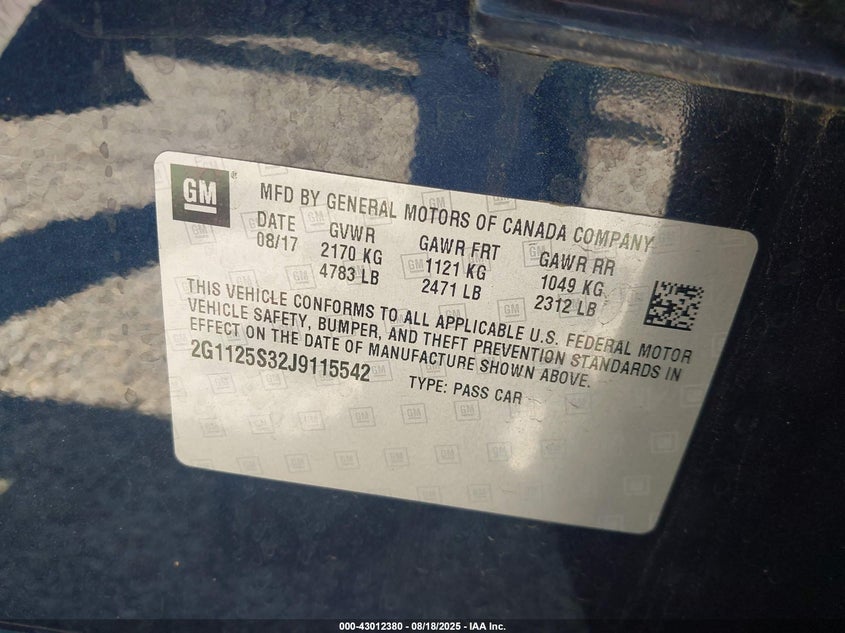 GM
®
MFD BY GENERAL MOTORS OF CANADA COMPANY
DATE GVWR GAWR FRT GAWR RR
08/17 2170 KG 1121 KG 1049 KG
4783 LB 2471 LB 2312 LB
THIS VEHICLE CONFORMS TO ALL APPLICABLE U.S. FEDERAL MOTOR
VEHICLE SAFETY, BUMPER, AND THEFT PREVENTION STANDARDS IN
EFFECT ON THE DATE OF MANUFACTURE SHOWN ABOVE.
2G1125S32J9115542 TYPE: PASS CAR
000-43012380 - 08/18/2025 - IAA Inc.